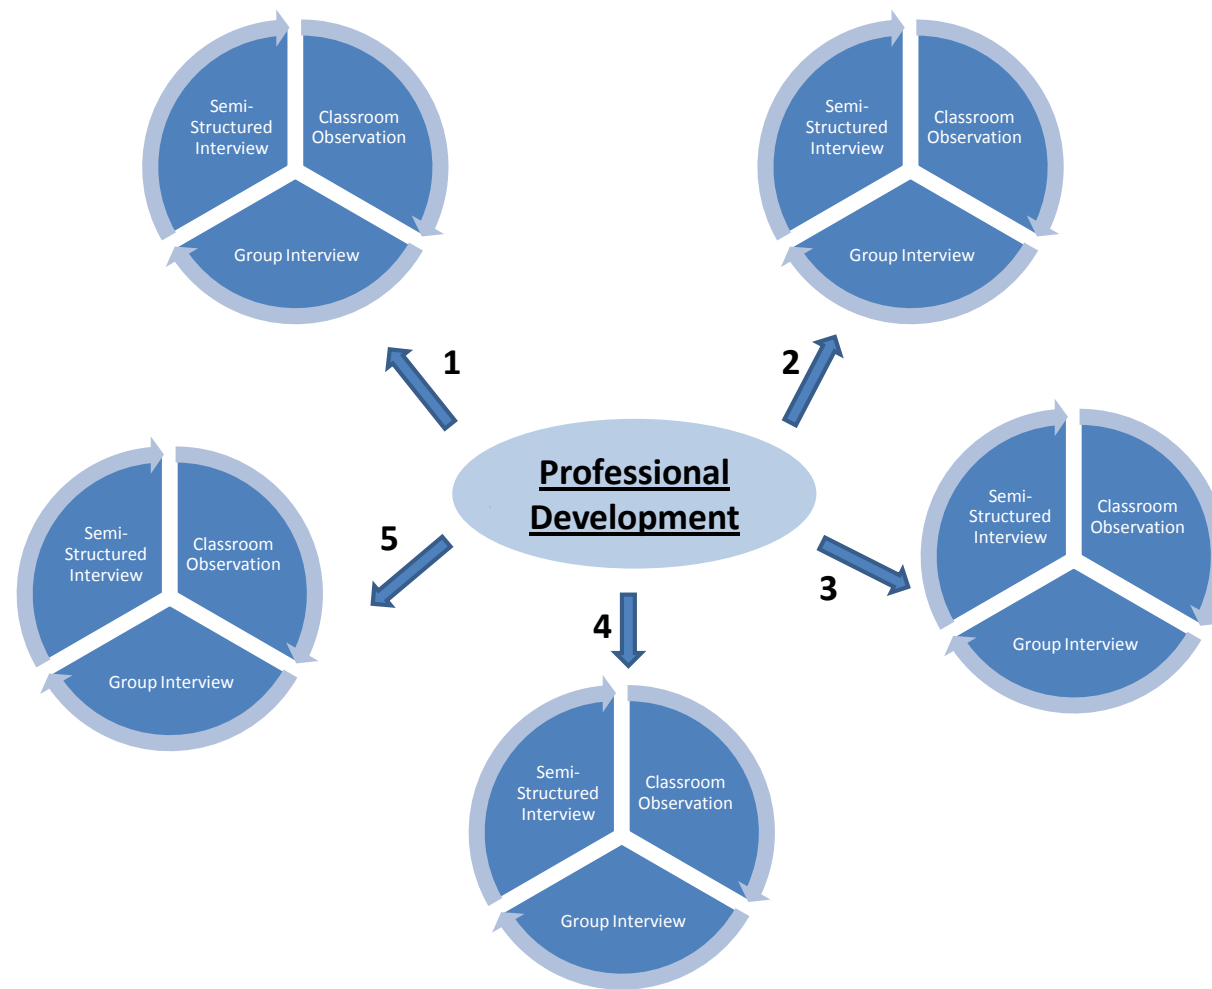 Semi-
Structured
Interview
Classroom
Observation
Group Interview
Semi-
Structured
Interview
Classroom
Observation
Group Interview
1
2
Professional
Development
Semi-
Structured
Interview
Classroom
Observation
Group Interview
5
Semi-
Structured
Interview
Classroom
Observation
Group Interview
3
4
Semi-
Structured
Interview
Classroom
Observation
Group Interview